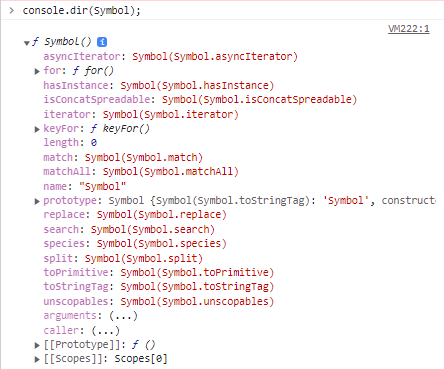 > console.dir(Symbol);
VM222:1
▼ ƒ Symbol() i
asyncIterator: Symbol(Symbol.asyncIterator)
▶ for: ƒ for()
hasInstance: Symbol(Symbol.hasInstance)
isConcatSpreadable: Symbol(Symbol.isConcatSpreadable)
iterator: Symbol(Symbol.iterator)
▶ keyFor: ƒ keyFor()
length: 0
match: Symbol(Symbol.match)
matchAll: Symbol(Symbol.matchAll)
name: "Symbol"
▶ prototype: Symbol {Symbol(Symbol.toStringTag): 'Symbol', constructo
replace: Symbol(Symbol.replace)
search: Symbol(Symbol.search)
species: Symbol(Symbol.species)
split: Symbol(Symbol.split)
toPrimitive: Symbol(Symbol.toPrimitive)
toStringTag: Symbol(Symbol.toStringTag)
unscopables: Symbol(Symbol.unscopables)
arguments: (...)
caller: (...)
▶ [[Prototype]]: ƒ ()
▶ [[Scopes]]: Scopes[0]